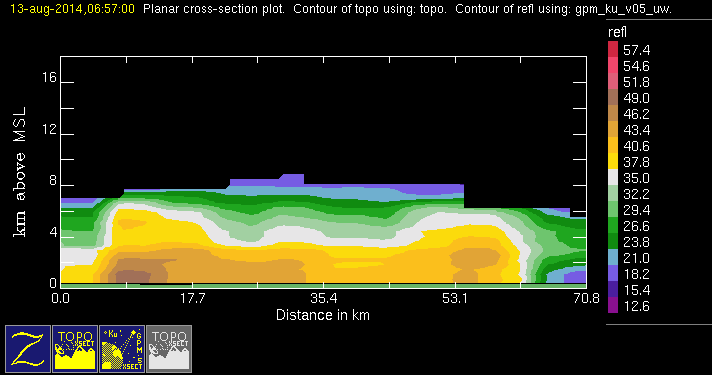 13-aug-2014,06:57:00 Planar cross-section plot. Contour of topo using: topo. Contour of refl using: gpm_ku_v05_uw.
refl
57.4
54.6
51.8
49.0
46.2
43.4
40.6
37.8
35.0
32.2
29.4
26.6
23.8
21.0
18.2
15.4
12.6
km above MSL
16
12
8
4
0
0.0 17.7 35.4 53.1 70.8
Distance in km
Z
TOPO XSECT
"Ku" GPM'S XSECT
TOPO XSECT